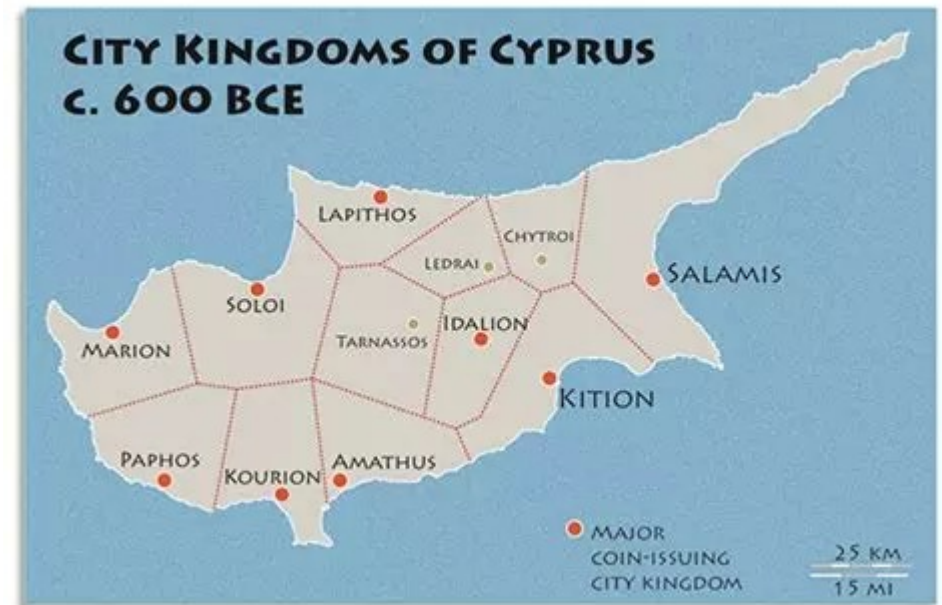 CITY KINGDOMS OF CYPRUS
C. 600 BCE
LAPITHOS
CHYTROI
LEDRAI
SALAMIS
SOLOI
IDALION
TARNASSOS
MARION
KITION
PAPHOS
KOURION
AMATHUS
MAJOR
COIN-ISSUING
CITY KINGDOM
25 KM
15 MI